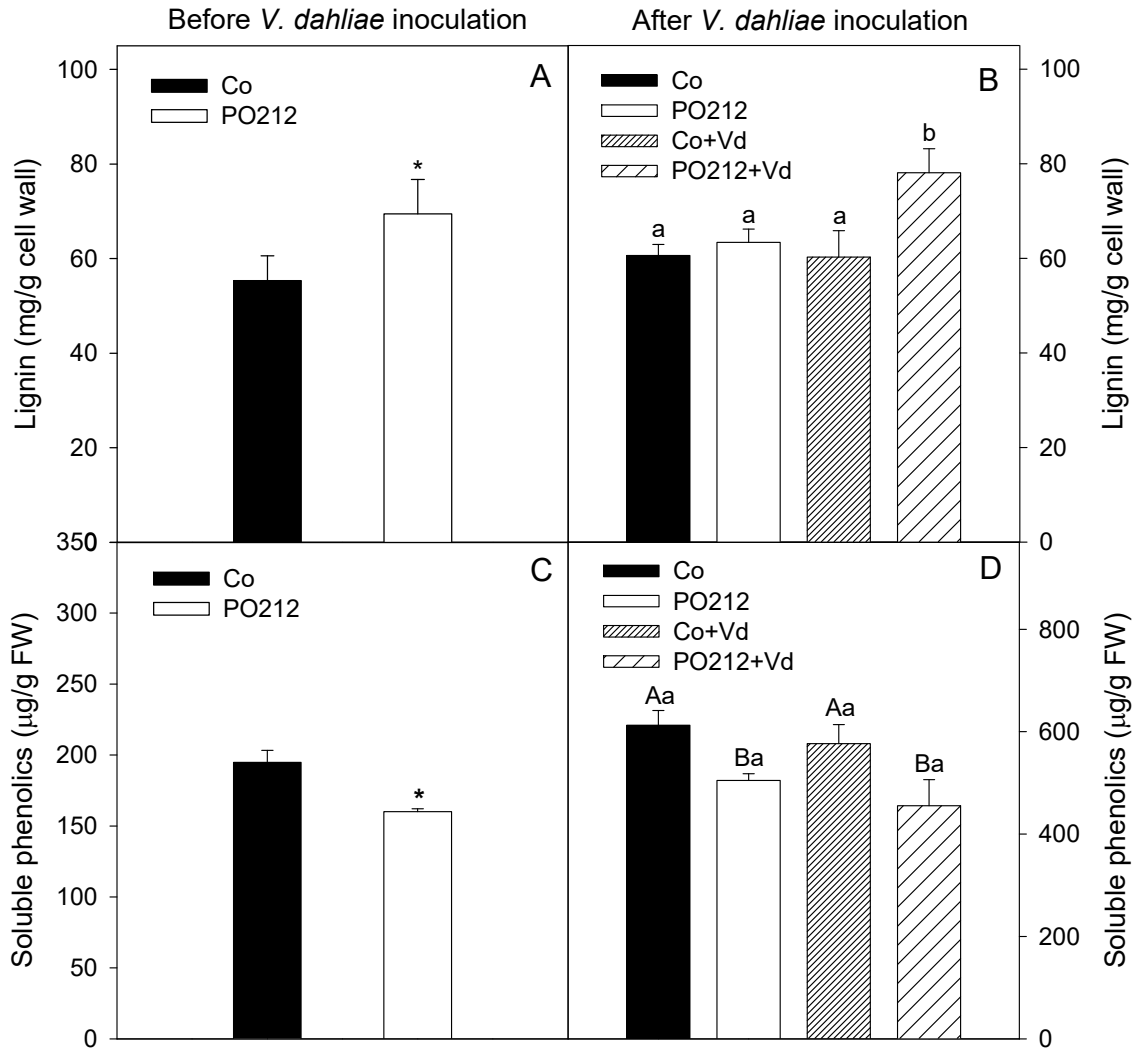 Before V. dahliae inoculation
After V. dahliae inoculation
A
Co
PO212
*
Lignin (mg/g cell wall)
100
80
60
40
20
0
B
Co
PO212
Co+Vd
PO212+Vd
a
a
a
b
Lignin (mg/g cell wall)
100
80
60
40
20
0
C
Co
PO212
*
Soluble phenolics (μg/g FW)
350
300
250
200
150
100
50
0
D
Co
PO212
Co+Vd
PO212+Vd
Aa
Ba
Aa
Ba
Soluble phenolics (μg/g FW)
800
600
400
200
0